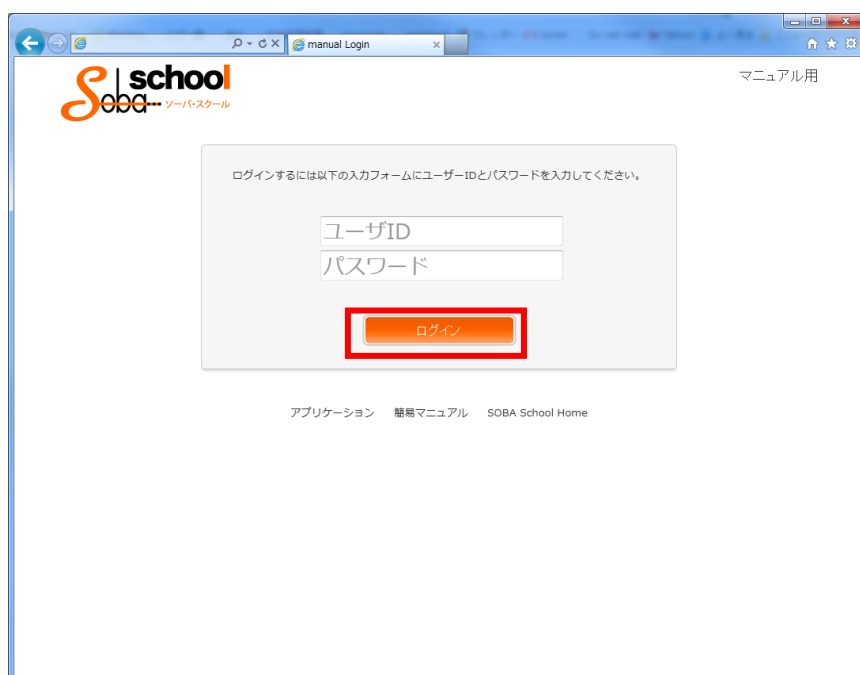 manual Login
マニュアル用
Soba school
ソーバ・スクール
ログインするには以下の入力フォームにユーザーIDとパスワードを入力してください。
ユーザID
パスワード
ログイン
アプリケーション 簡易マニュアル SOBA School Home